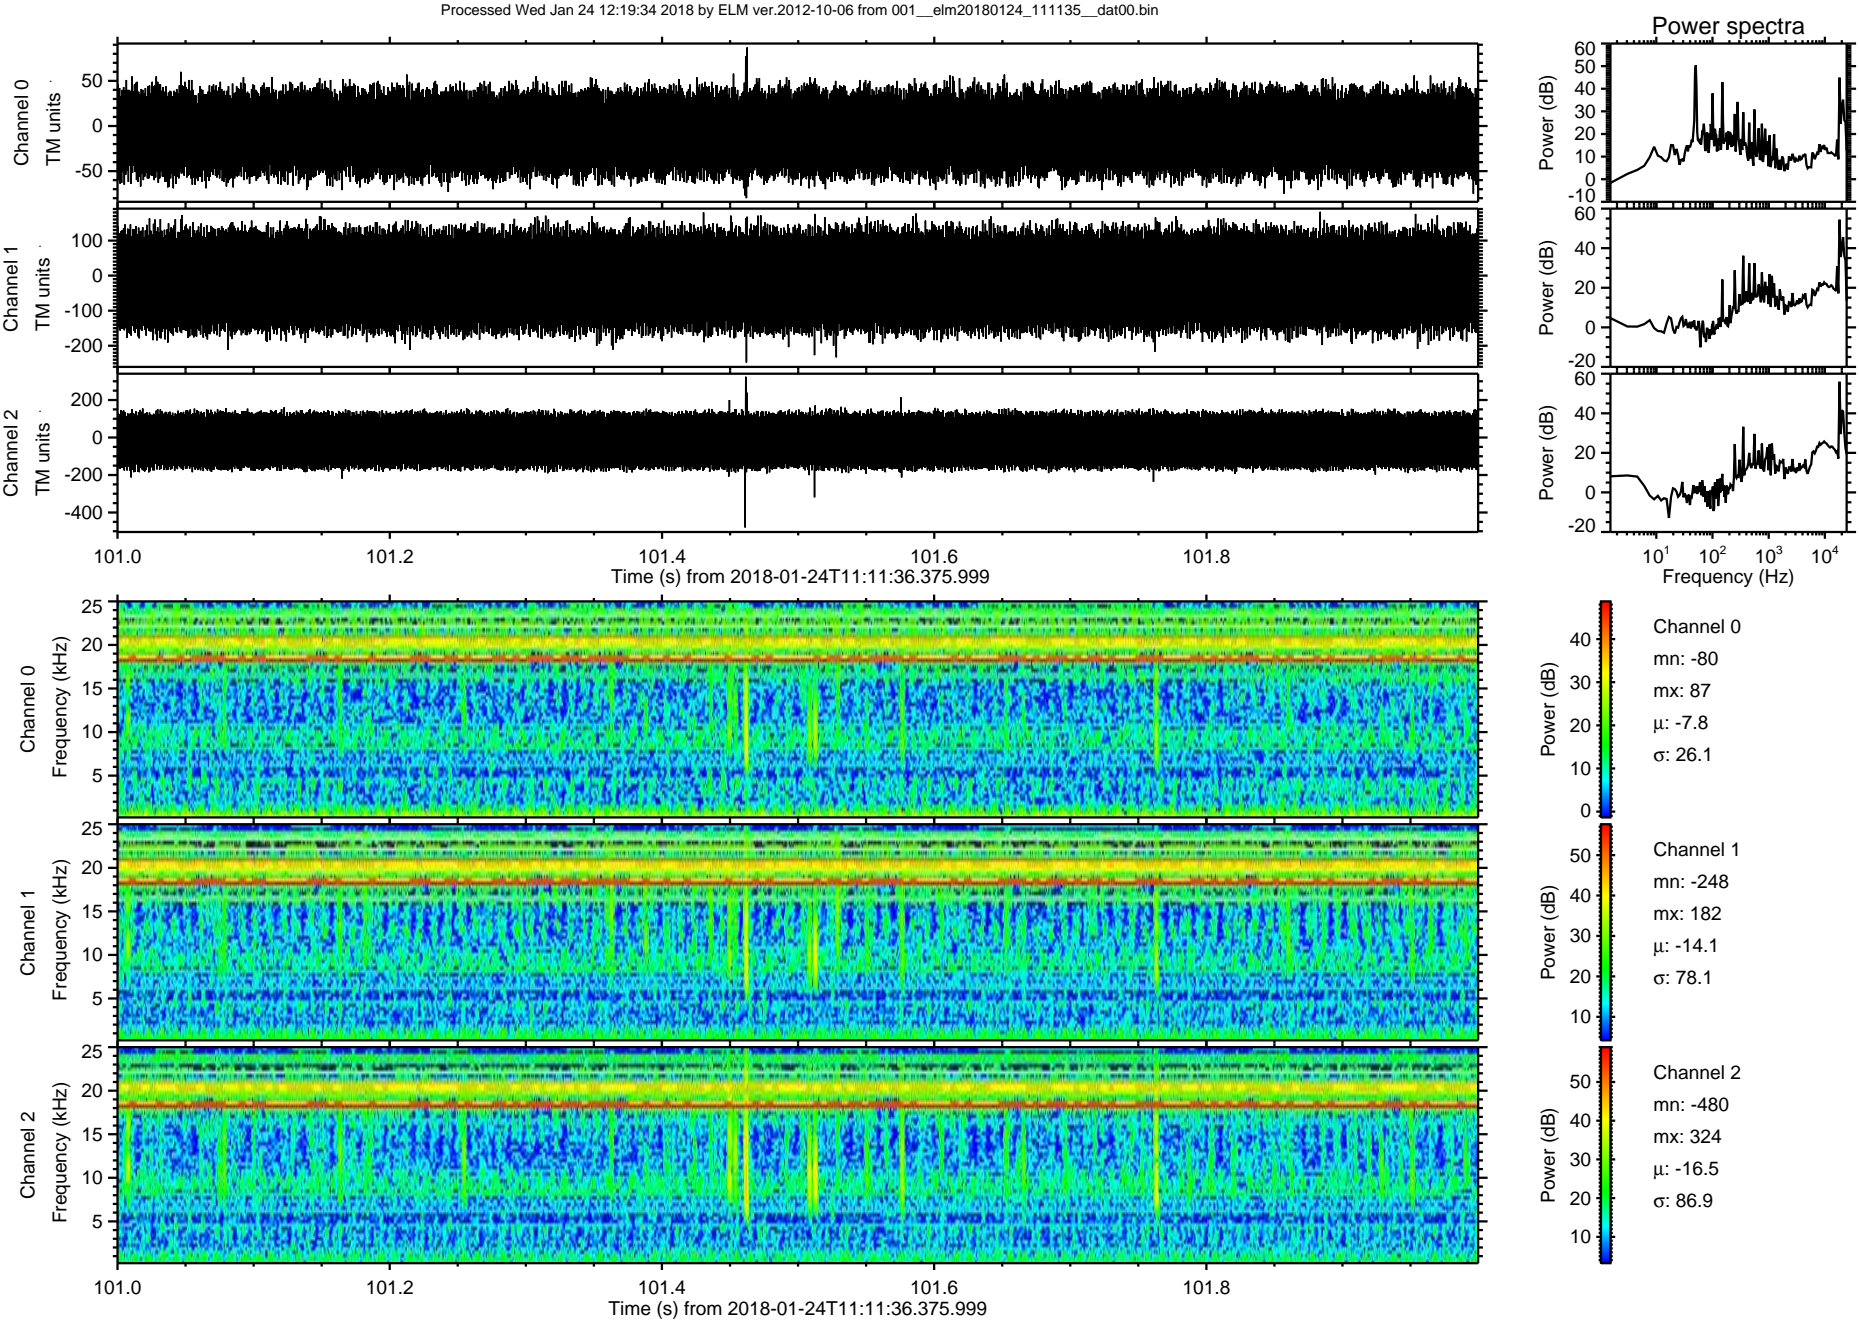 Processed Wed Jan 24 12:19:34 2018 by ELM ver.2012-10-06 from 001__elm20180124_111135__dat00.bin
Power spectra
Channel 0
TM units
50
0
-50
Power (dB)
60
50
40
30
20
10
0
-10
Channel 1
TM units
100
0
-100
-200
Power (dB)
60
40
20
0
-20
Channel 2
TM units
200
0
-200
-400
Power (dB)
60
40
20
0
-20
101.0 101.2 101.4 101.6 101.8
Time (s) from 2018-01-24T11:11:36.375.999
10¹ 10² 10³ 10⁴
Frequency (Hz)
Channel 0
Frequency (kHz)
25
20
15
10
5
Power (dB)
40
30
20
10
0
Channel 0
mn: -80
mx: 87
μ: -7.8
σ: 26.1
Channel 1
Frequency (kHz)
25
20
15
10
5
Power (dB)
50
40
30
20
10
Channel 1
mn: -248
mx: 182
μ: -14.1
σ: 78.1
Channel 2
Frequency (kHz)
25
20
15
10
5
Power (dB)
50
40
30
20
10
Channel 2
mn: -480
mx: 324
μ: -16.5
σ: 86.9
101.0 101.2 101.4 101.6 101.8
Time (s) from 2018-01-24T11:11:36.375.999